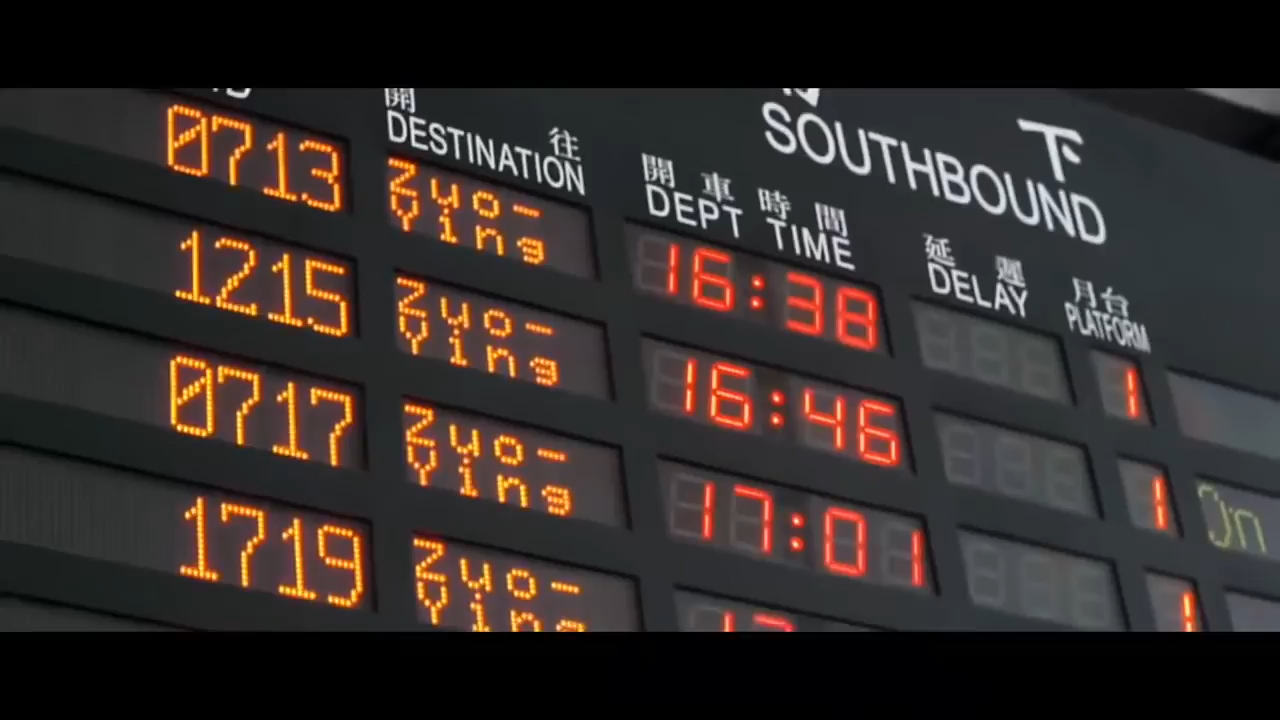 下
SOUTHBOUND
開 往
DESTINATION
開車時間
DEPT TIME
延遲
DELAY
月台
PLATFORM
0713 Zuo-Ying 16:38 1
1215 Zuo-Ying 16:46 1
0717 Zuo-Ying 17:01 1 On
1719 Zuo-Ying 1